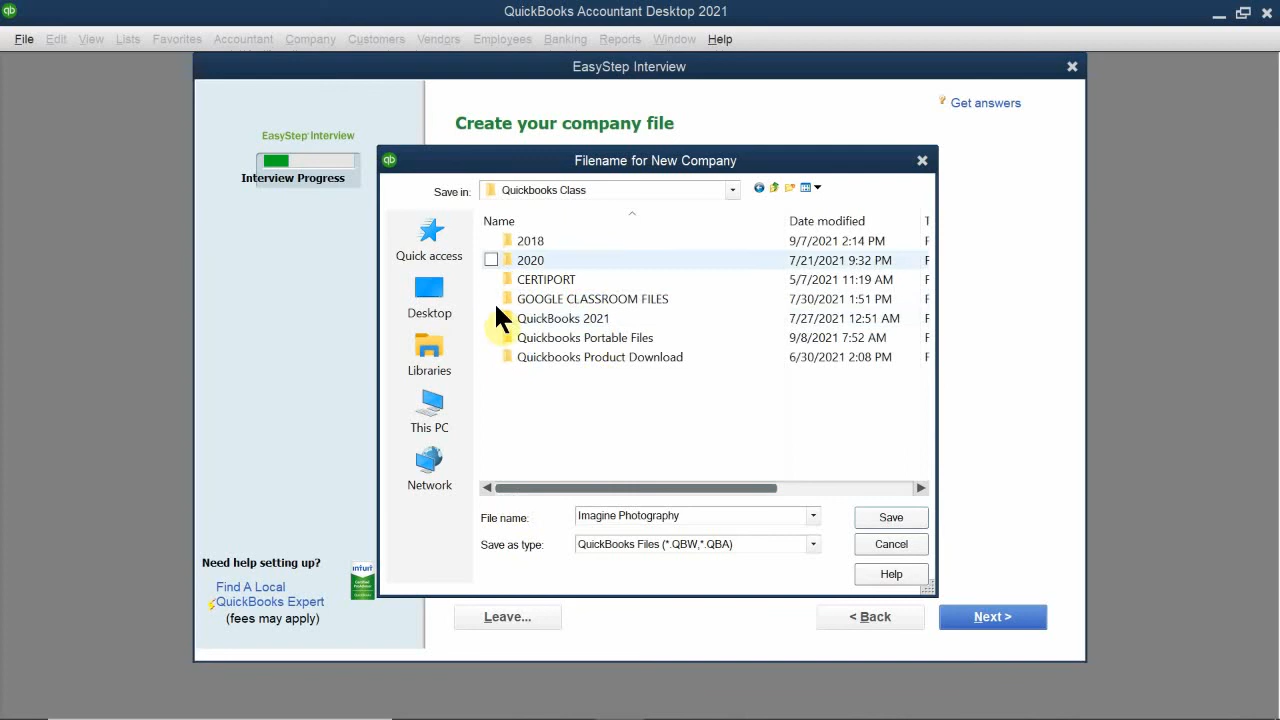 qb QuickBooks Accountant Desktop 2021
File Edit View Lists Favorites Accountant Company Customers Vendors Employees Banking Reports Window Help
EasyStep Interview
Get answers
EasyStep Interview
Interview Progress
Create your company file
qb Filename for New Company
Save in: Quickbooks Class
Quick access
Desktop
Libraries
This PC
Network
Name Date modified T
2018 9/7/2021 2:14 PM F
2020 7/21/2021 9:32 PM F
CERTIPORT 5/7/2021 11:19 AM F
GOOGLE CLASSROOM FILES 7/30/2021 1:51 PM F
QuickBooks 2021 7/27/2021 12:51 AM F
Quickbooks Portable Files 9/8/2021 7:52 AM F
Quickbooks Product Download 6/30/2021 2:08 PM F
File name: Imagine Photography Save
Save as type: QuickBooks Files (*.QBW,*.QBA) Cancel
Help
Need help setting up?
Find A Local
QuickBooks Expert
(fees may apply)
intuit
Leave... < Back Next >